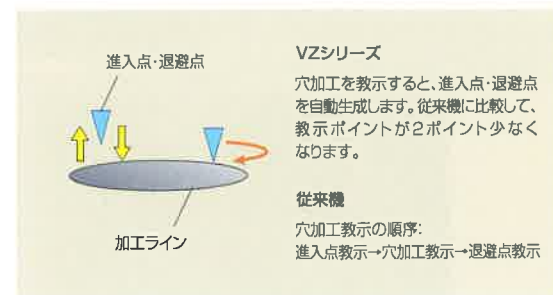 進入点・退避点
加工ライン
VZシリーズ
穴加工を教示すると、進入点・退避点
を自動生成します。従来機に比較して、
教示ポイントが2ポイント少なく
なります。
従来機
穴加工教示の順序:
進入点教示→穴加工教示→退避点教示